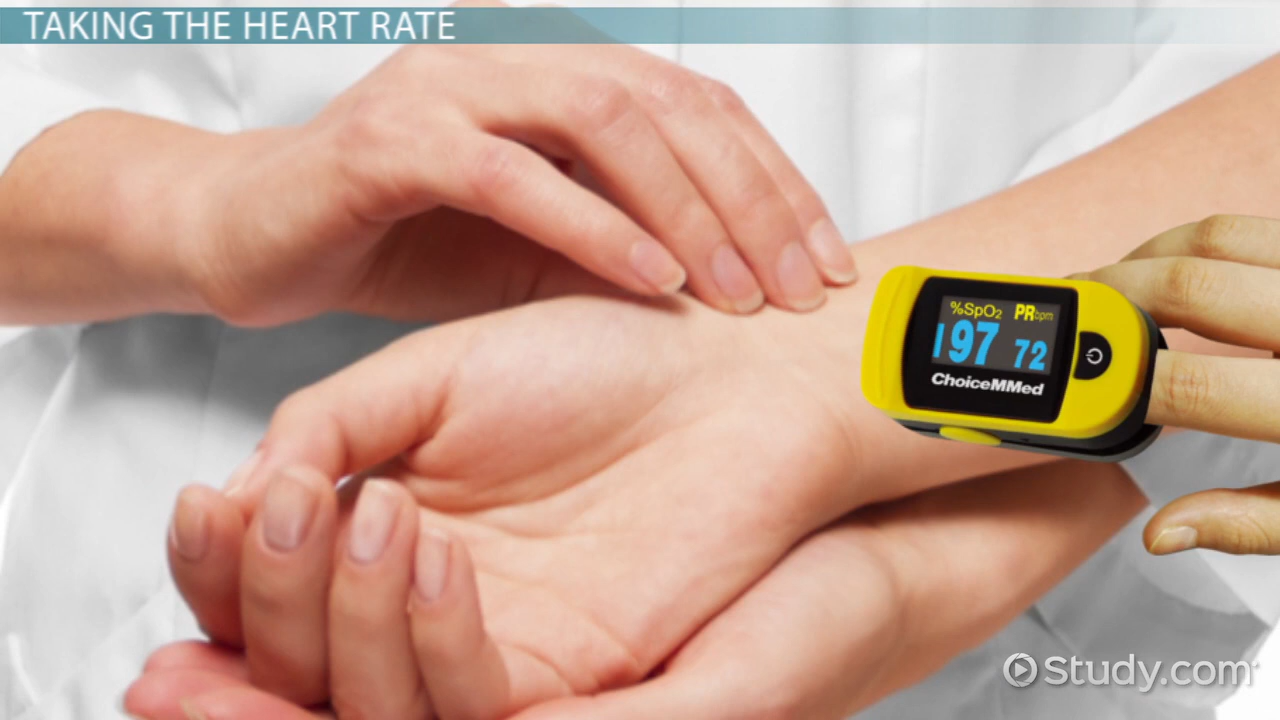 TAKING THE HEART RATE
%SpO2 PRbpm
97 72
ChoiceMMed
Study.com